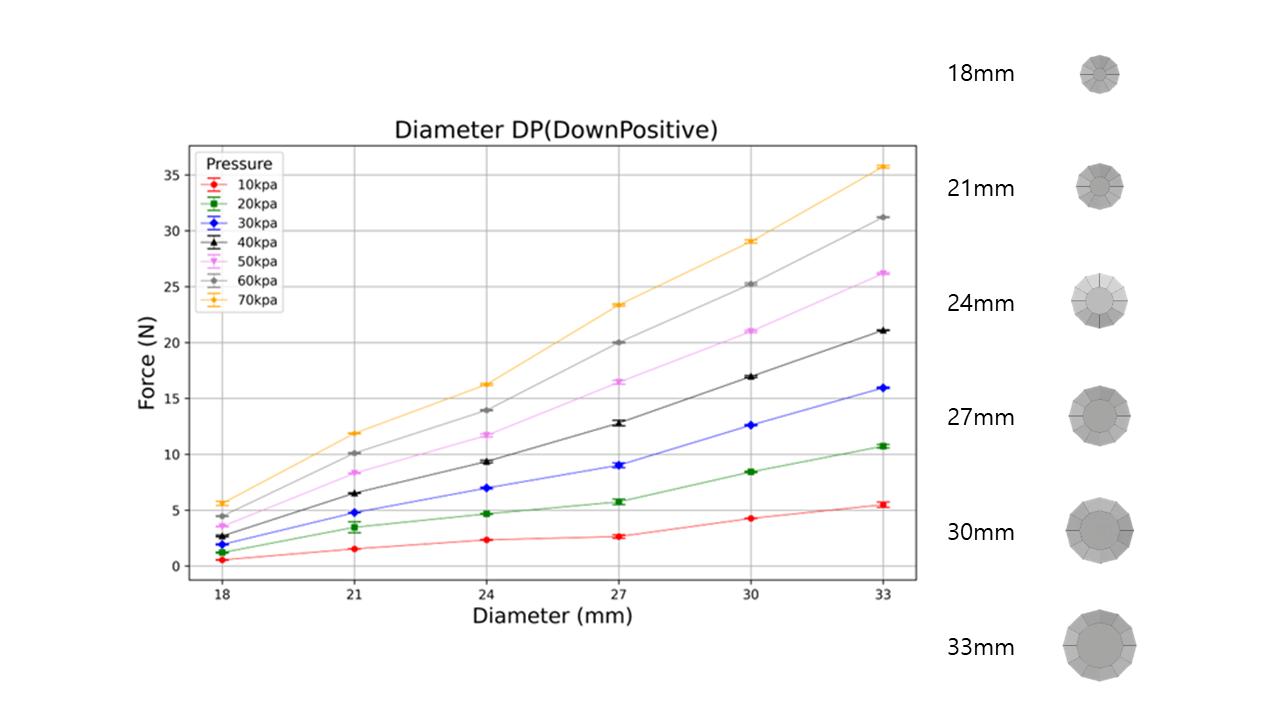 Diameter DP(DownPositive)
Pressure
10kpa
20kpa
30kpa
40kpa
50kpa
60kpa
70kpa
35
30
25
20
15
10
5
0
Force (N)
18 21 24 27 30 33
Diameter (mm)
18mm
21mm
24mm
27mm
30mm
33mm